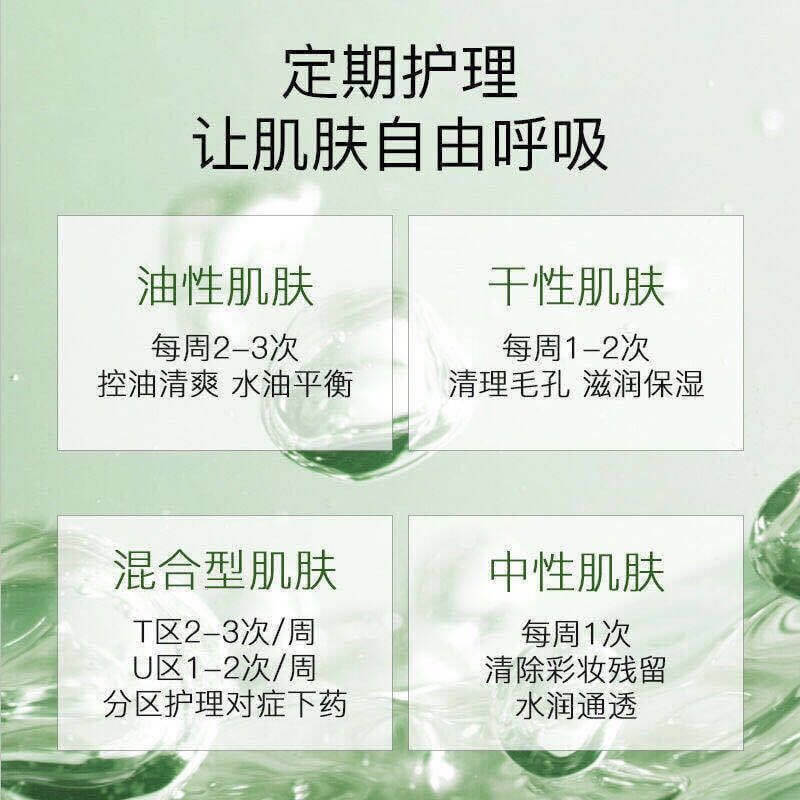 定期护理
让肌肤自由呼吸
油性肌肤
每周2-3次
控油清爽 水油平衡
干性肌肤
每周1-2次
清理毛孔 滋润保湿
混合型肌肤
T区2-3次/周
U区1-2次/周
分区护理对症下药
中性肌肤
每周1次
清除彩妆残留
水润通透